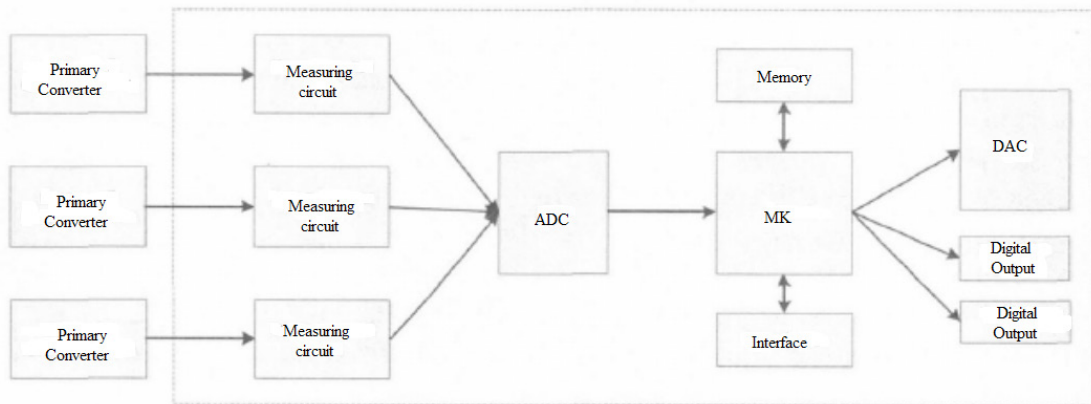 Primary
Converter
Measuring
circuit
Memory
DAC
Primary
Converter
Measuring
circuit
ADC
MK
Digital
Output
Primary
Converter
Measuring
circuit
Interface
Digital
Output